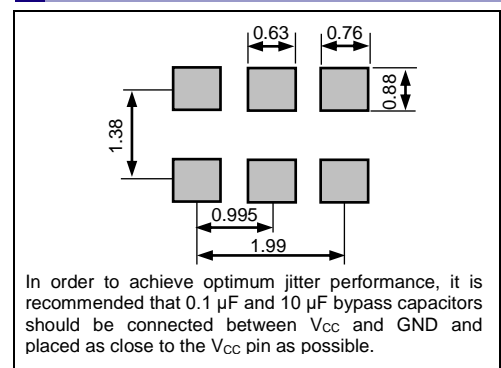 0.63 0.76
0.88
1.38
0.995
1.99
In order to achieve optimum jitter performance, it is
recommended that 0.1 µF and 10 µF bypass capacitors
should be connected between VCC and GND and
placed as close to the VCC pin as possible.